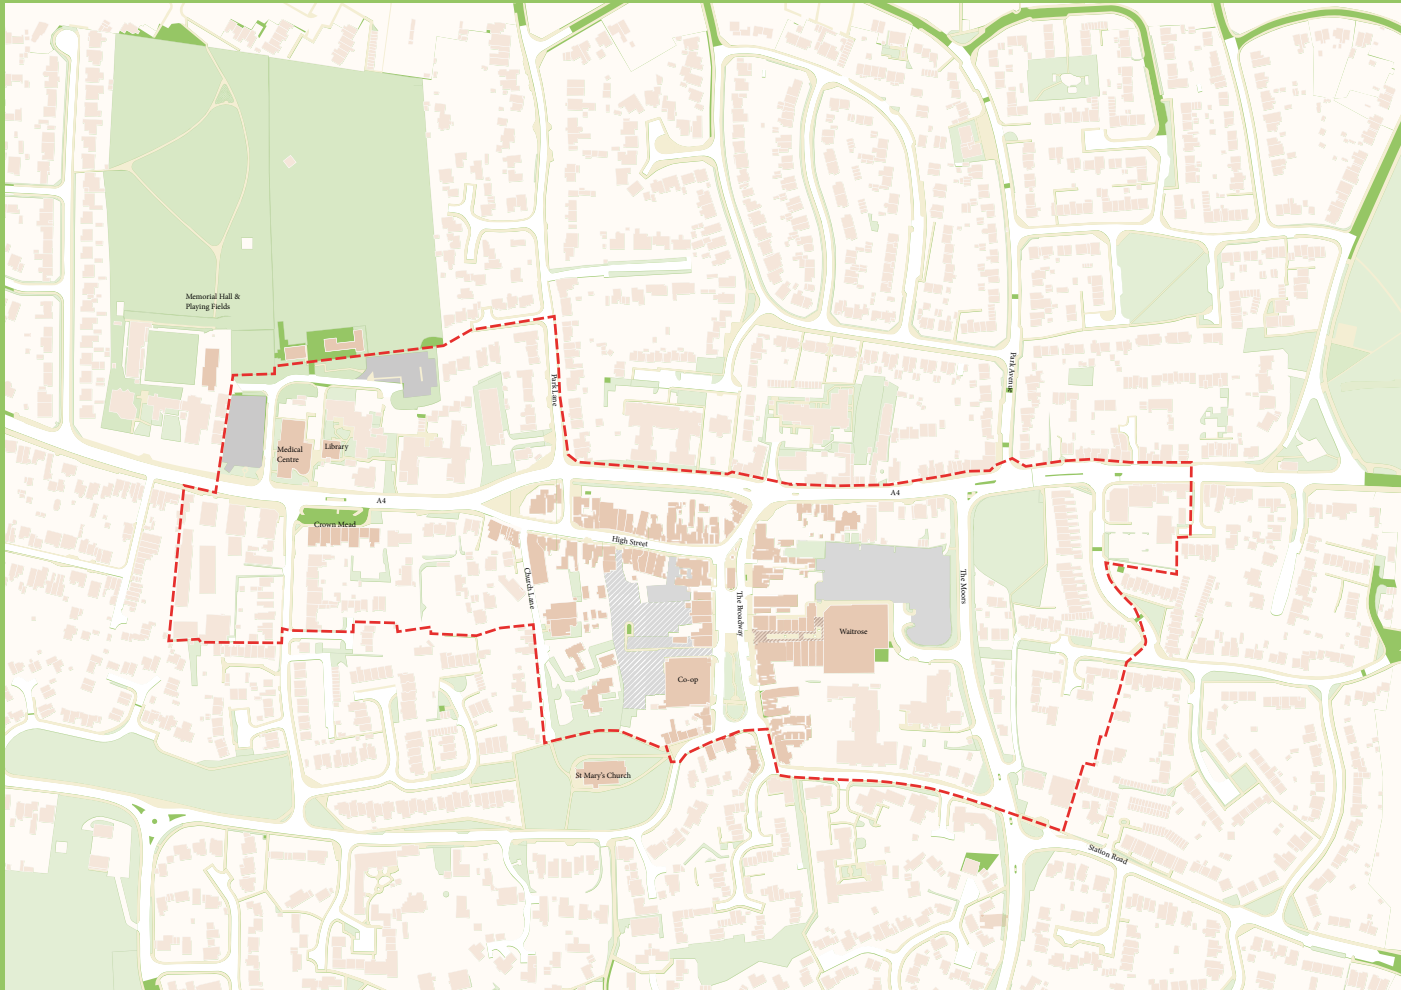 Memorial Hall &
Playing Fields
Park Lane
Park Avenue
Medical
Centre
Library
A4
A4
Crown Mead
High Street
Church Lane
The Broadway
The Moors
Waitrose
Co-op
St Mary's Church
Station Road